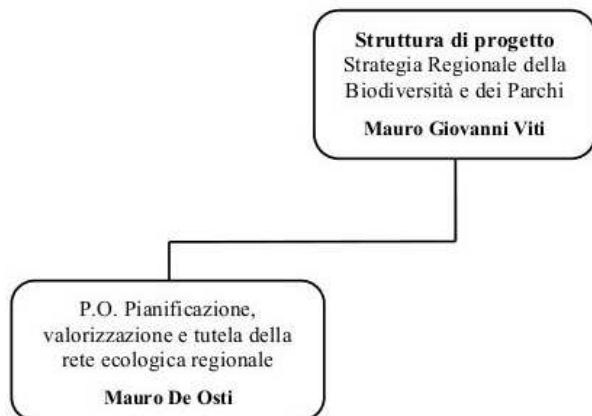 Struttura di progetto
Strategia Regionale della
Biodiversità e dei Parchi
Mauro Giovanni Viti
P.O. Pianificazione,
valorizzazione e tutela della
rete ecologica regionale
Mauro De Osti